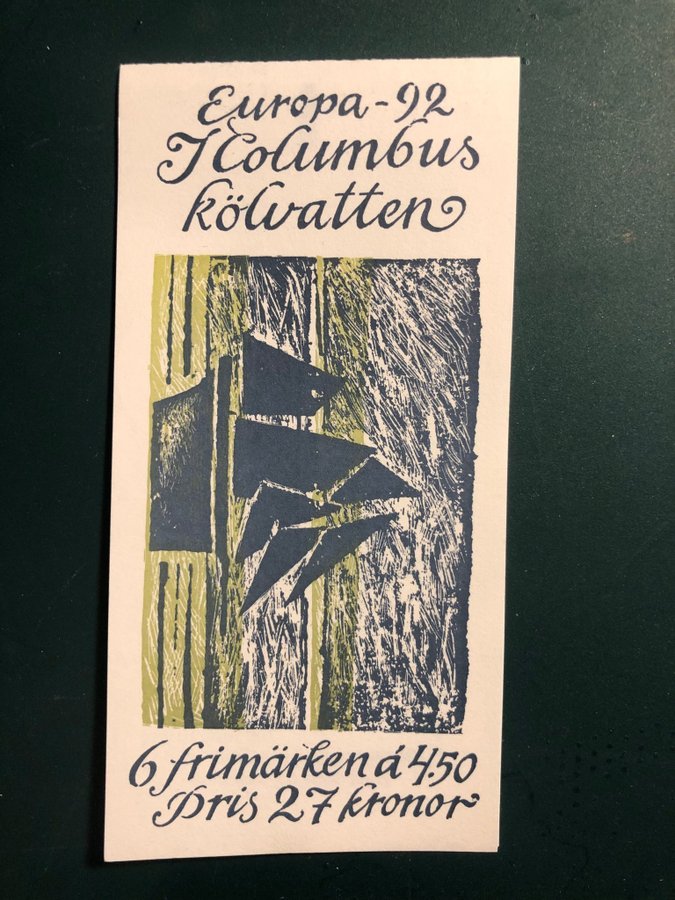 Europa - 92
I Columbus
kölvatten
6 frimärken á 4.50
Pris 27 kronor